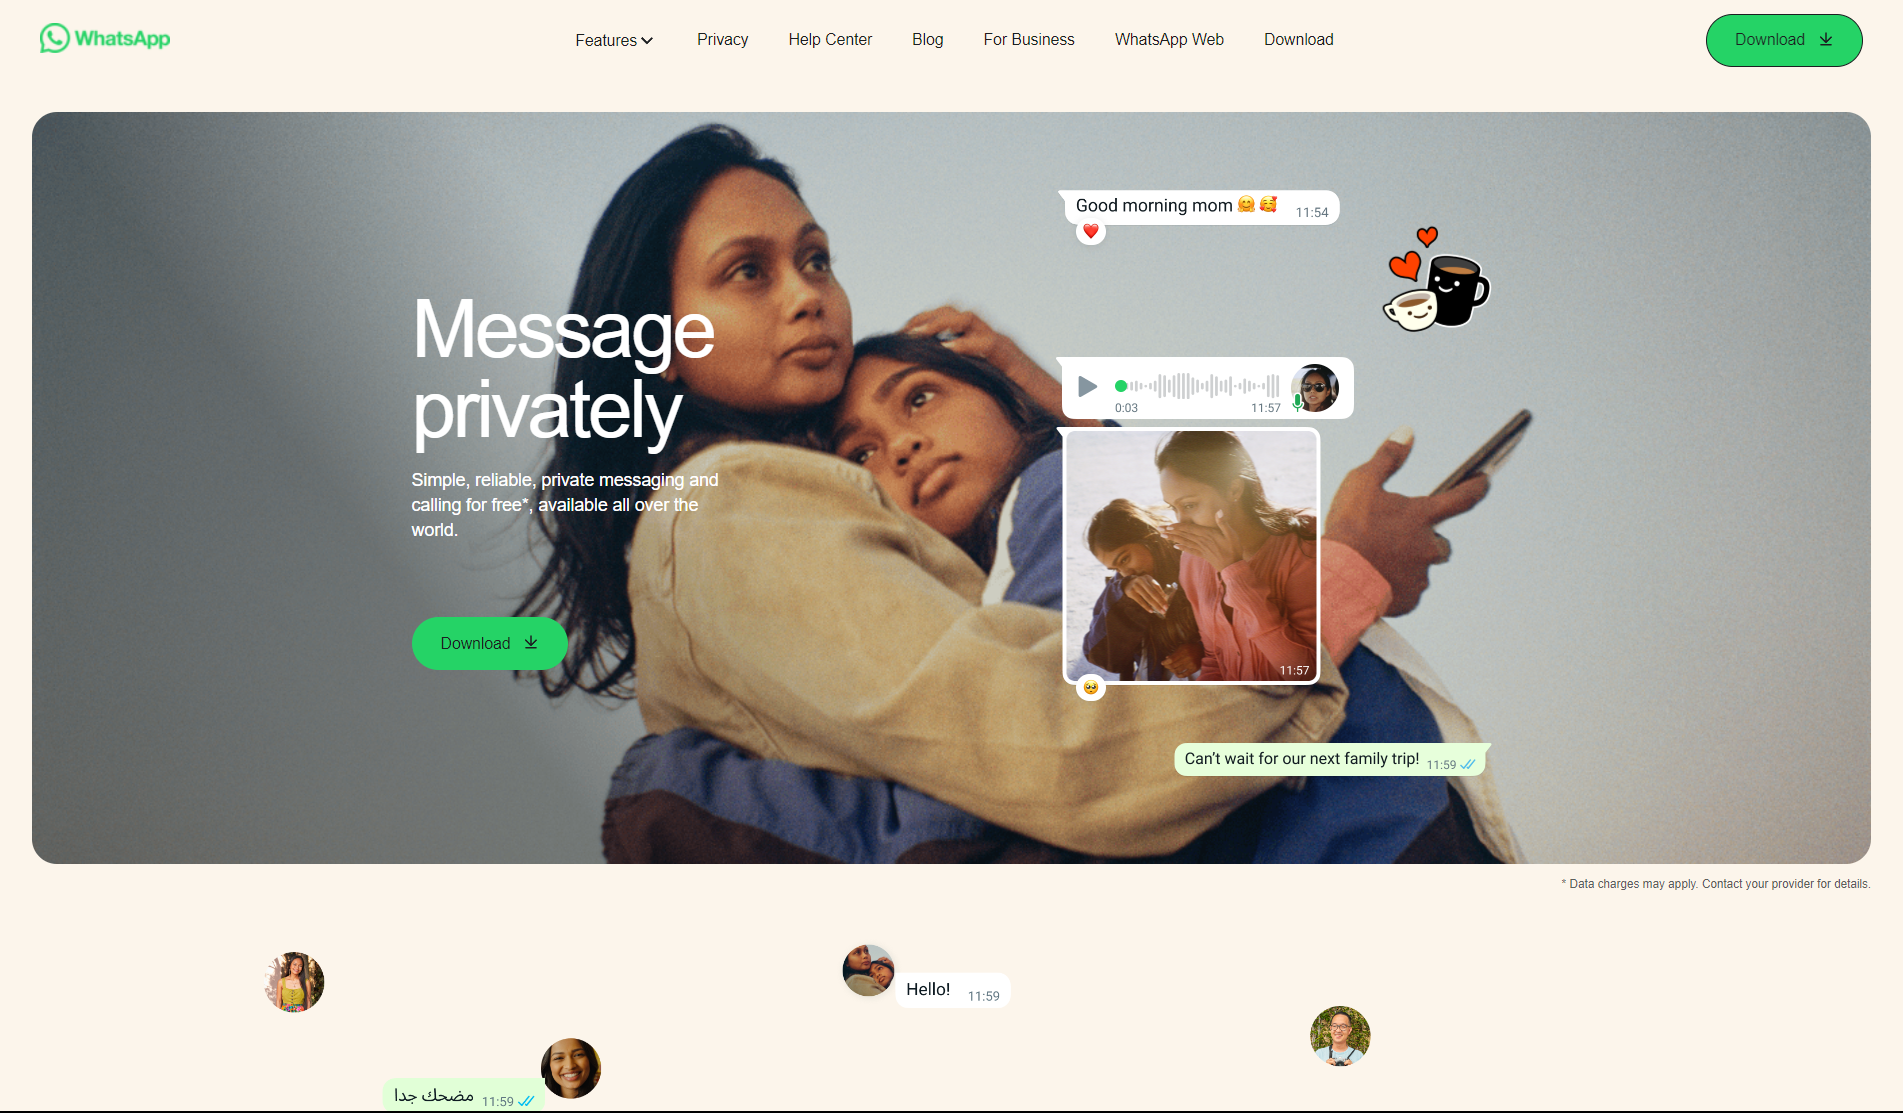 WhatsApp
Features
Privacy
Help Center
Blog
For Business
WhatsApp Web
Download
Download
Message
privately
Simple, reliable, private messaging and
calling for free*, available all over the
world.
Download
Good morning mom 🤗 🥰 11:54
❤️
0:03 11:57
11:57
🥺
Can't wait for our next family trip! 11:59
* Data charges may apply. Contact your provider for details.
Hello! 11:59
مضحك جدا 11:59